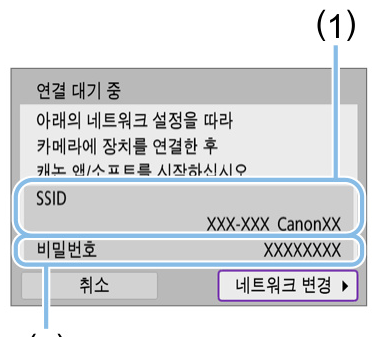 (1)
연결 대기 중
아래의 네트워크 설정을 따라
카메라에 장치를 연결한 후
캐논 앱/소프트를 시작하십시오
SSID
XXX-XXX_CanonXX
비밀번호 XXXXXXXX
취소 네트워크 변경 ▶